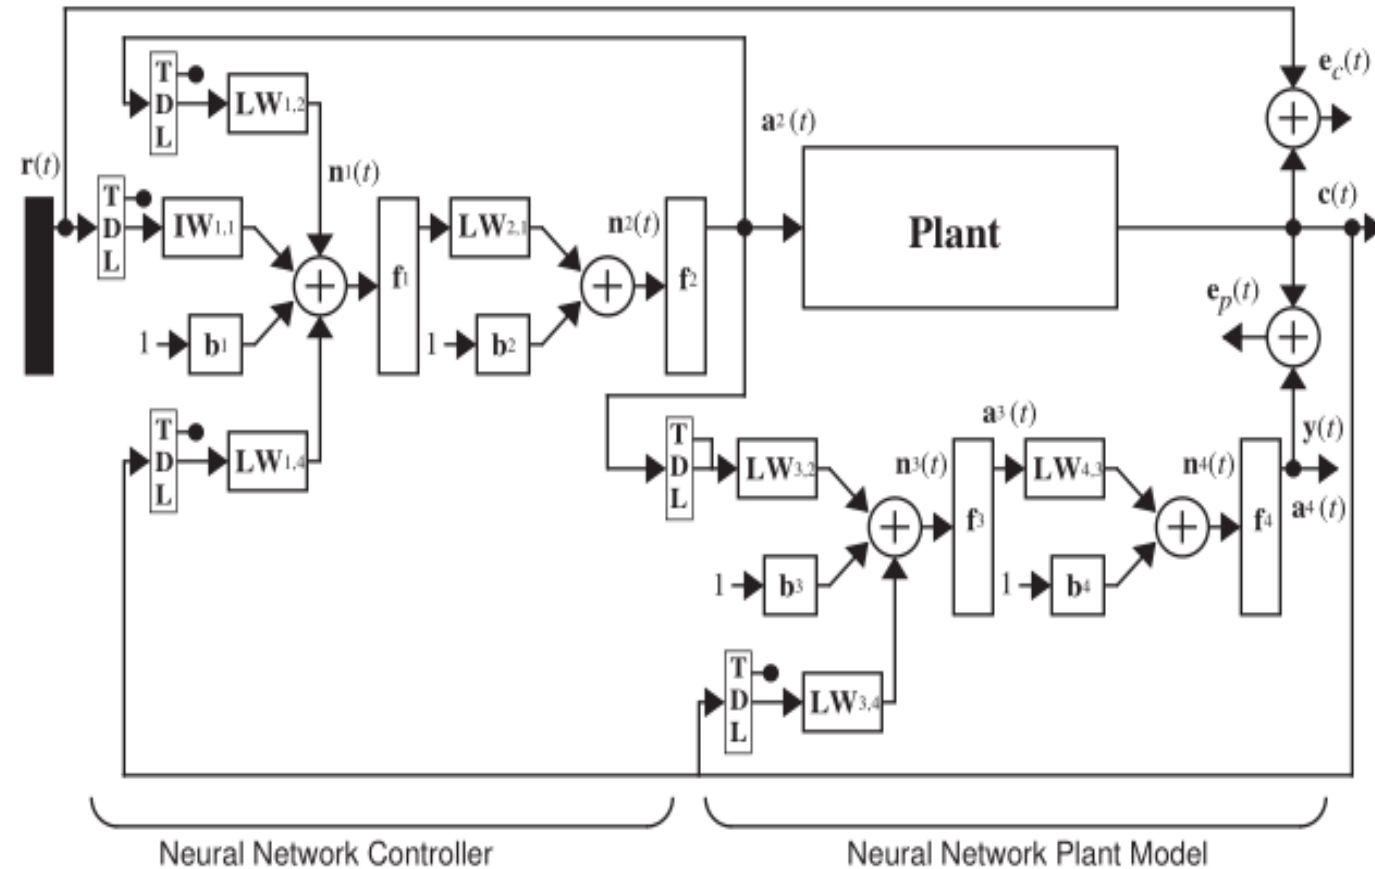 e_c(t)
T
D
L
LW1,2
a2(t)
r(t)
n1(t)
c(t)
T
D
L
IW1,1
LW2,1
n2(t)
Plant
f1
f2
e_p(t)
1
b1
1
b2
T
D
L
LW1,4
T
D
L
LW3,2
a3(t)
n3(t)
LW4,3
n4(t)
y(t)
a4(t)
f3
f4
1
b3
1
b4
T
D
L
LW3,4
Neural Network Controller
Neural Network Plant Model